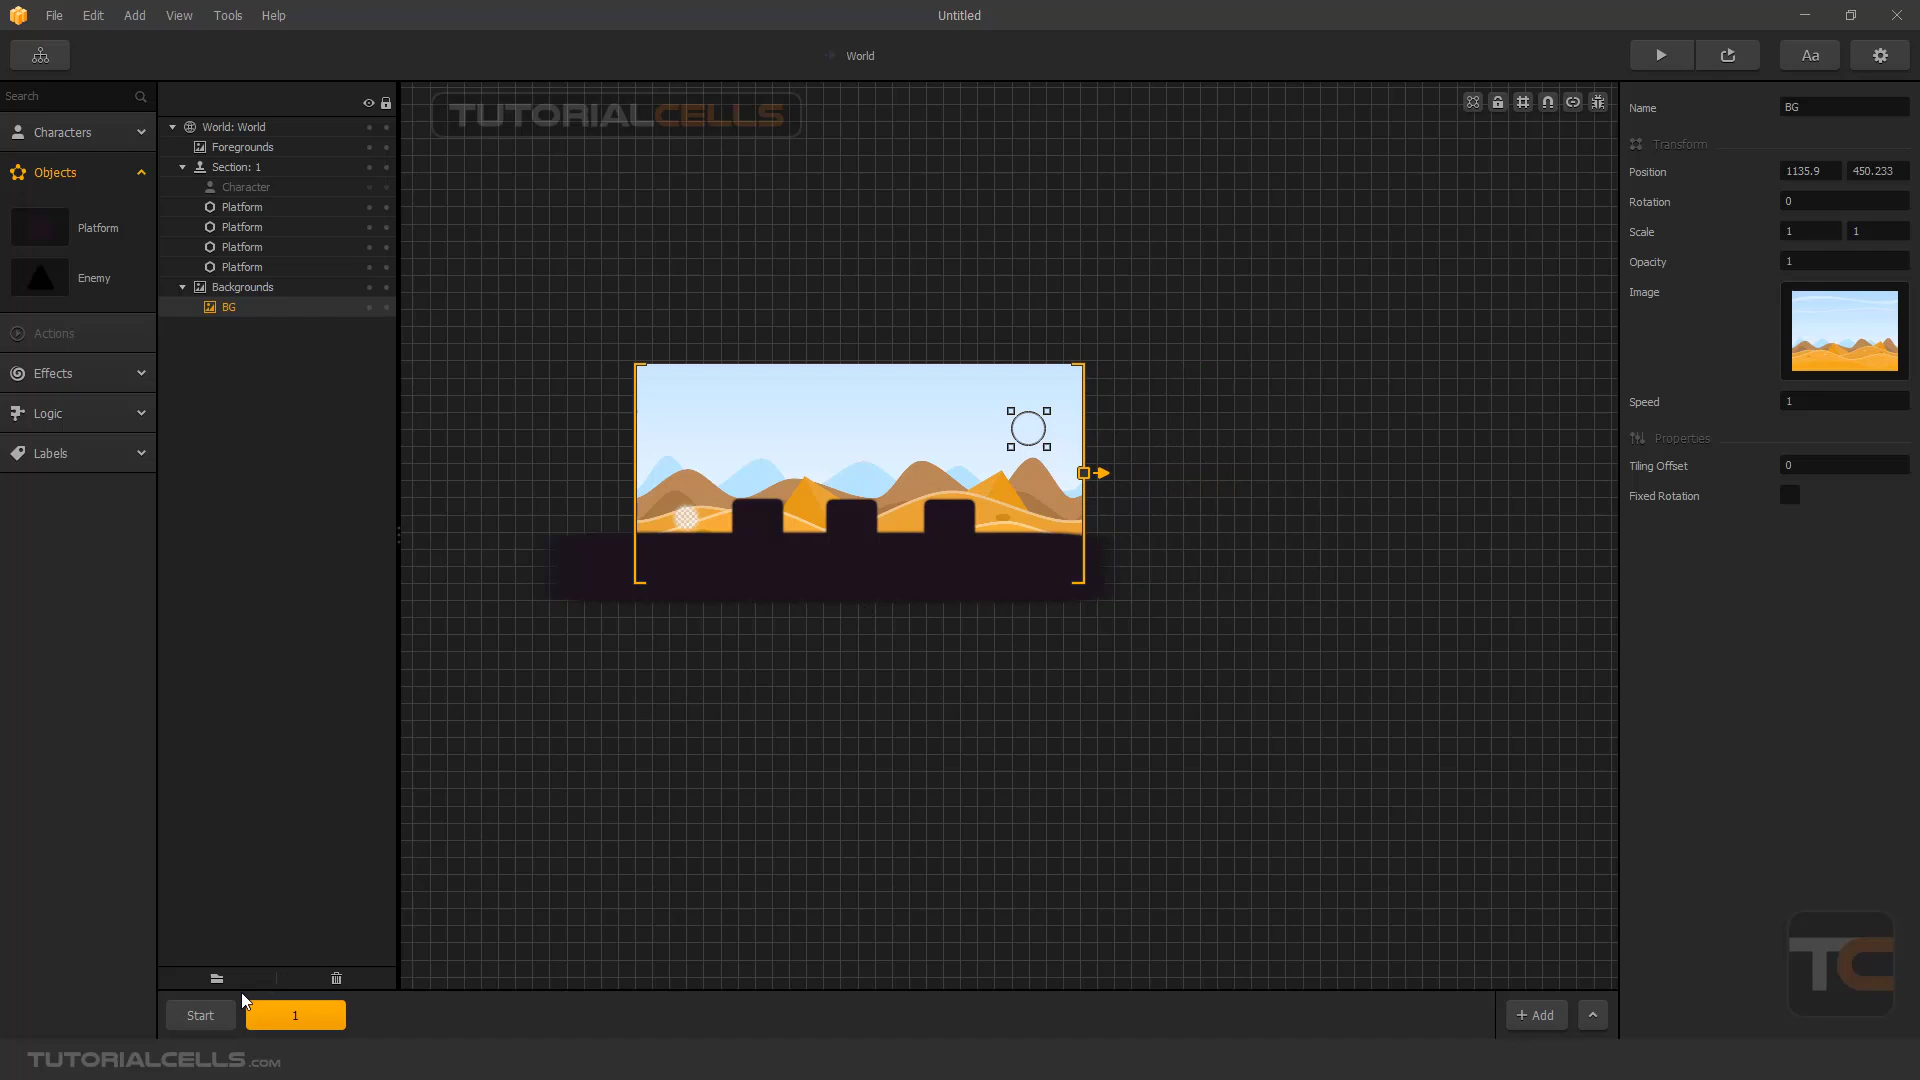 File Edit Add View Tools Help
Untitled
World
Aa
Search
Characters
Objects
Platform
Enemy
Actions
Effects
Logic
Labels
World: World
Foregrounds
Section: 1
Character
Platform
Platform
Platform
Platform
Backgrounds
BG
TUTORIALCELLS
Name BG
Transform
Position 1135.9 450.233
Rotation 0
Scale 1 1
Opacity 1
Image
Speed 1
Properties
Tiling Offset 0
Fixed Rotation
TC
Start 1
+ Add
TUTORIALCELLS.COM